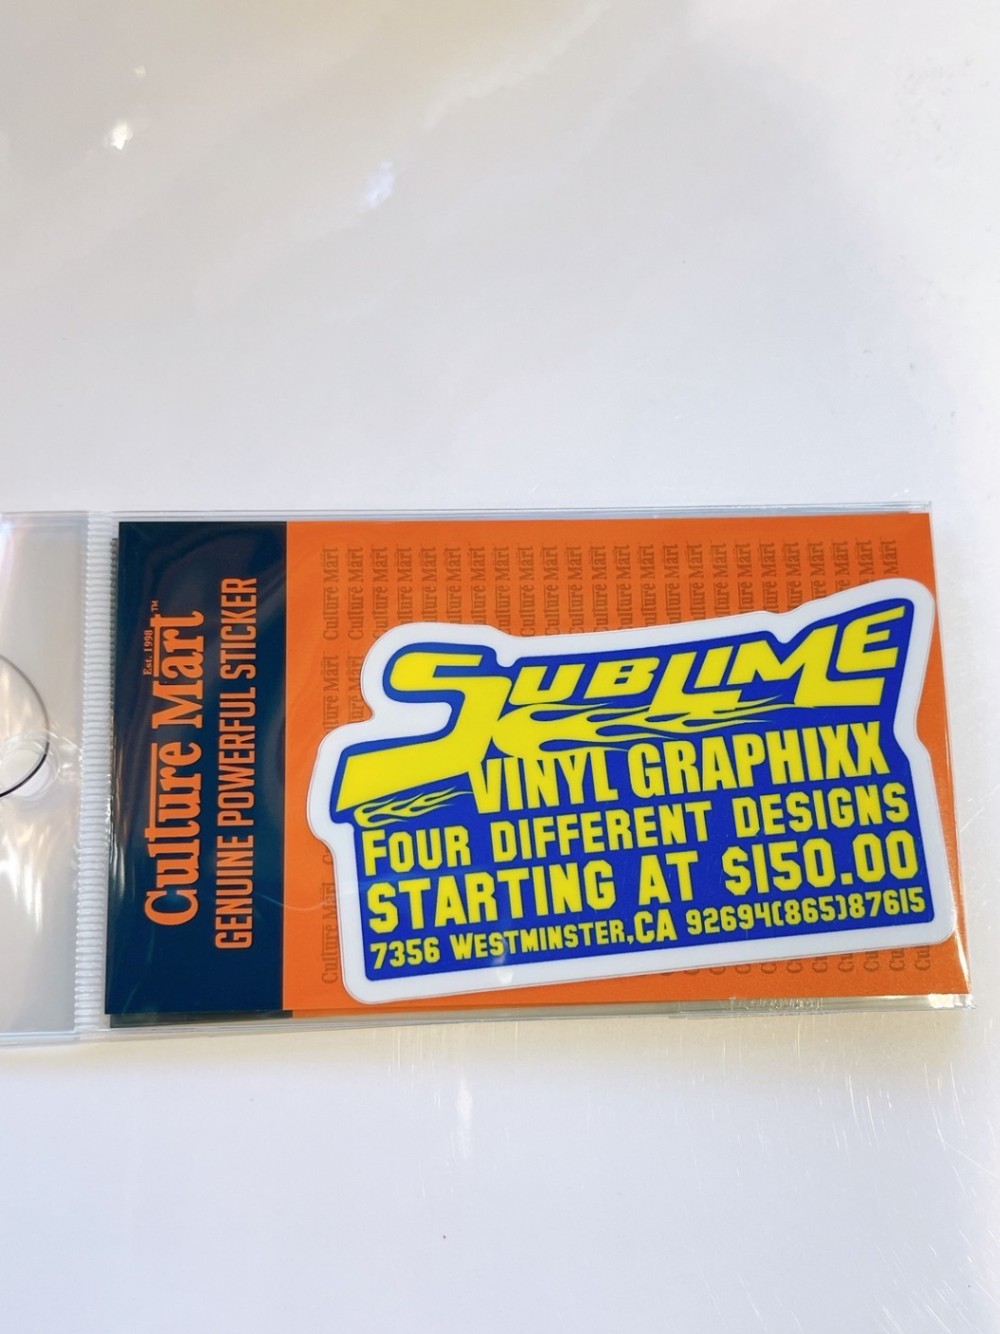 Culture Mart™
Est. 1998
GENUINE POWERFUL STICKER
SUBLIME
VINYL GRAPHIXX
FOUR DIFFERENT DESIGNS
STARTING AT $150.00
7356 WESTMINSTER,CA 92694(865)87615